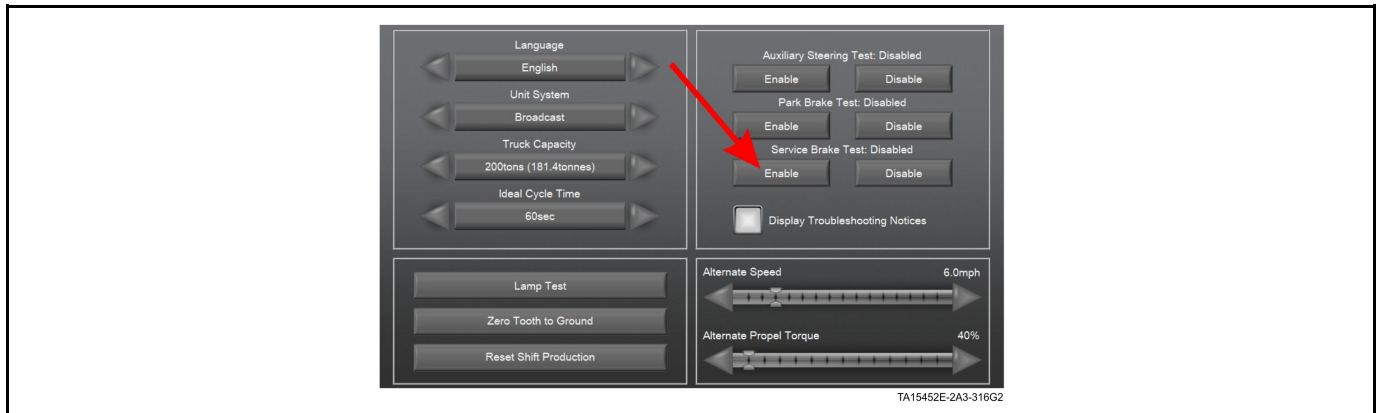 Language
English
Unit System
Broadcast
Truck Capacity
200tons (181.4tonnes)
Ideal Cycle Time
60sec
Auxiliary Steering Test: Disabled
Enable Disable
Park Brake Test: Disabled
Enable Disable
Service Brake Test: Disabled
Enable Disable
Display Troubleshooting Notices
Lamp Test
Zero Tooth to Ground
Reset Shift Production
Alternate Speed 6.0mph
Alternate Propel Torque 40%
TA15452E-2A3-316G2